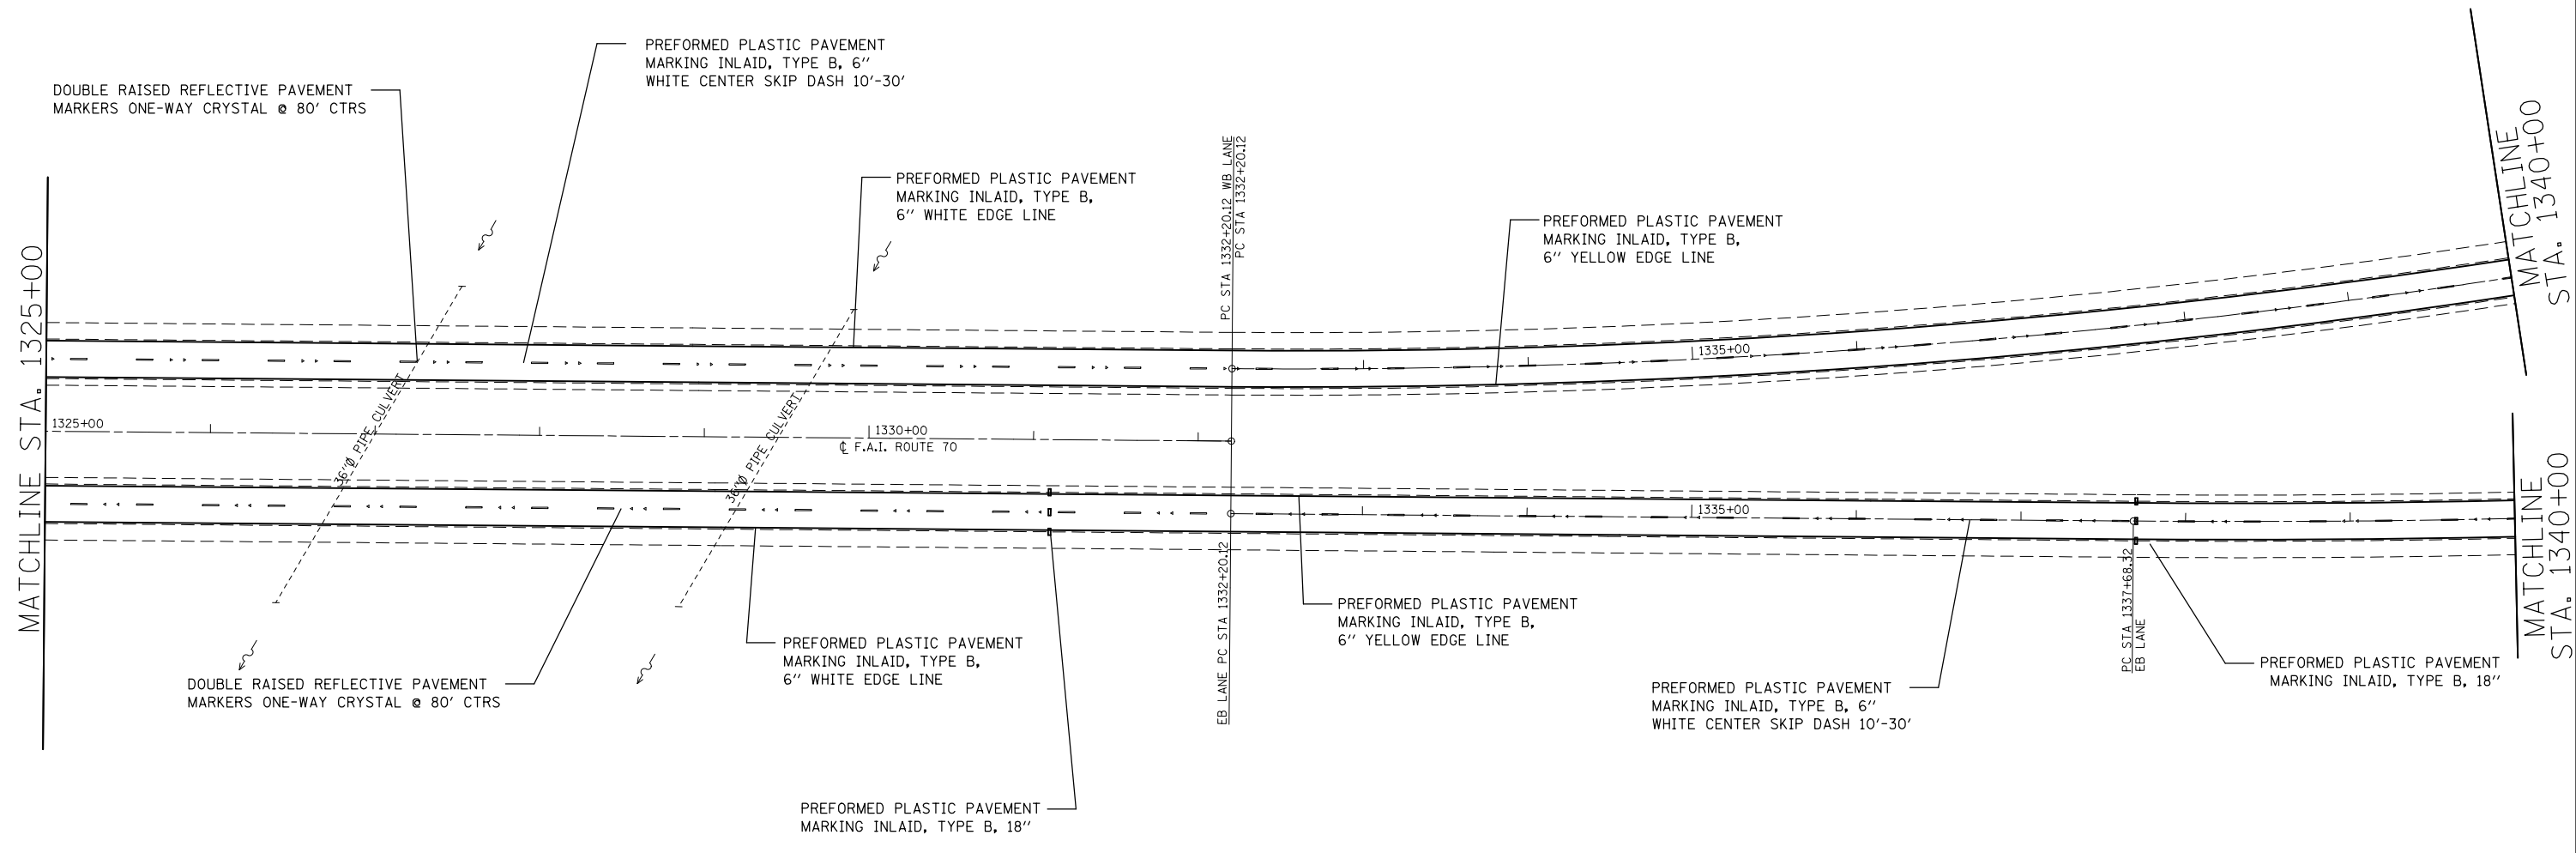 PREFORMED PLASTIC PAVEMENT
MARKING INLAID, TYPE B, 6"
WHITE CENTER SKIP DASH 10'-30'
DOUBLE RAISED REFLECTIVE PAVEMENT
MARKERS ONE-WAY CRYSTAL @ 80' CTRS
PREFORMED PLASTIC PAVEMENT
MARKING INLAID, TYPE B,
6" WHITE EDGE LINE
PC STA 1332+20.12 WB LANE
PC STA 1332+20.12
PREFORMED PLASTIC PAVEMENT
MARKING INLAID, TYPE B,
6" YELLOW EDGE LINE
MATCHLINE
STA. 1340+00
MATCHLINE STA. 1325+00
1335+00
36"Ø PIPE CULVERT
36"Ø PIPE CULVERT
1325+00
1330+00
℄ F.A.I. ROUTE 70
1335+00
MATCHLINE
STA. 1340+00
EB LANE PC STA 1332+20.12
PC STA 1337+68.32
EB LANE
PREFORMED PLASTIC PAVEMENT
MARKING INLAID, TYPE B,
6" YELLOW EDGE LINE
PREFORMED PLASTIC PAVEMENT
MARKING INLAID, TYPE B,
6" WHITE EDGE LINE
DOUBLE RAISED REFLECTIVE PAVEMENT
MARKERS ONE-WAY CRYSTAL @ 80' CTRS
PREFORMED PLASTIC PAVEMENT
MARKING INLAID, TYPE B, 18"
PREFORMED PLASTIC PAVEMENT
MARKING INLAID, TYPE B, 6"
WHITE CENTER SKIP DASH 10'-30'
PREFORMED PLASTIC PAVEMENT
MARKING INLAID, TYPE B, 18"